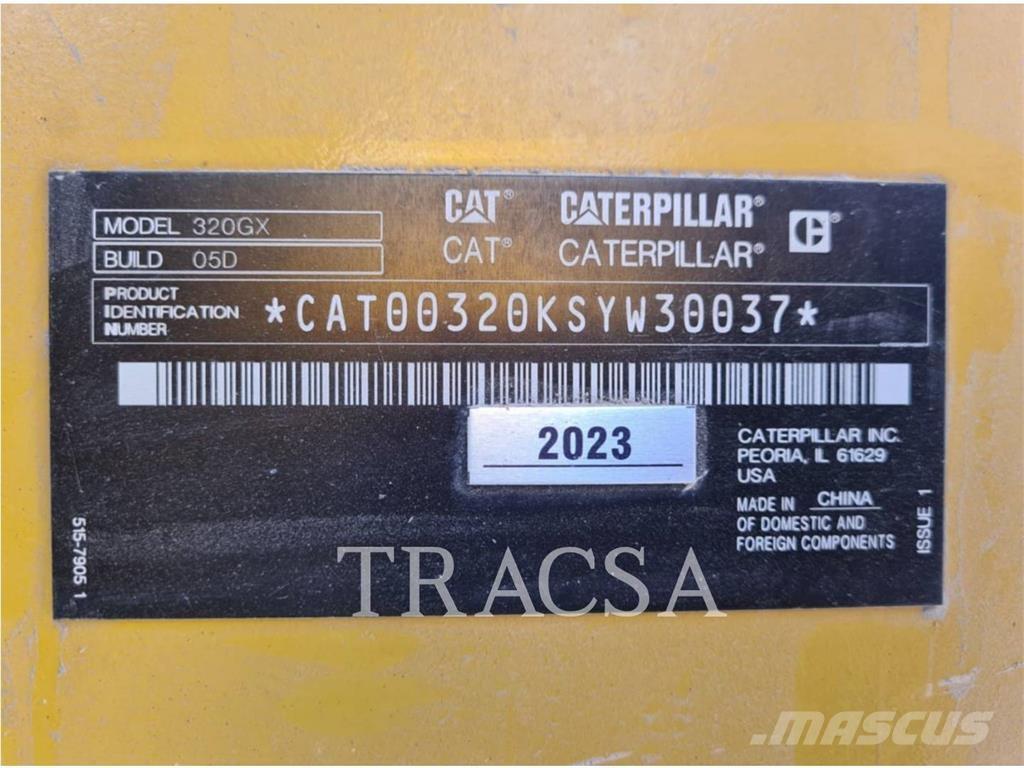 MODEL 320GX
BUILD 05D
CAT® CATERPILLAR® C®
CAT® CATERPILLAR®
PRODUCT
IDENTIFICATION
NUMBER
*CAT00320KSYW30037*
2023
CATERPILLAR INC.
PEORIA, IL 61629
USA
MADE IN CHINA
OF DOMESTIC AND
FOREIGN COMPONENTS
ISSUE 1
515-7905 1
TRACSA
MASCUS